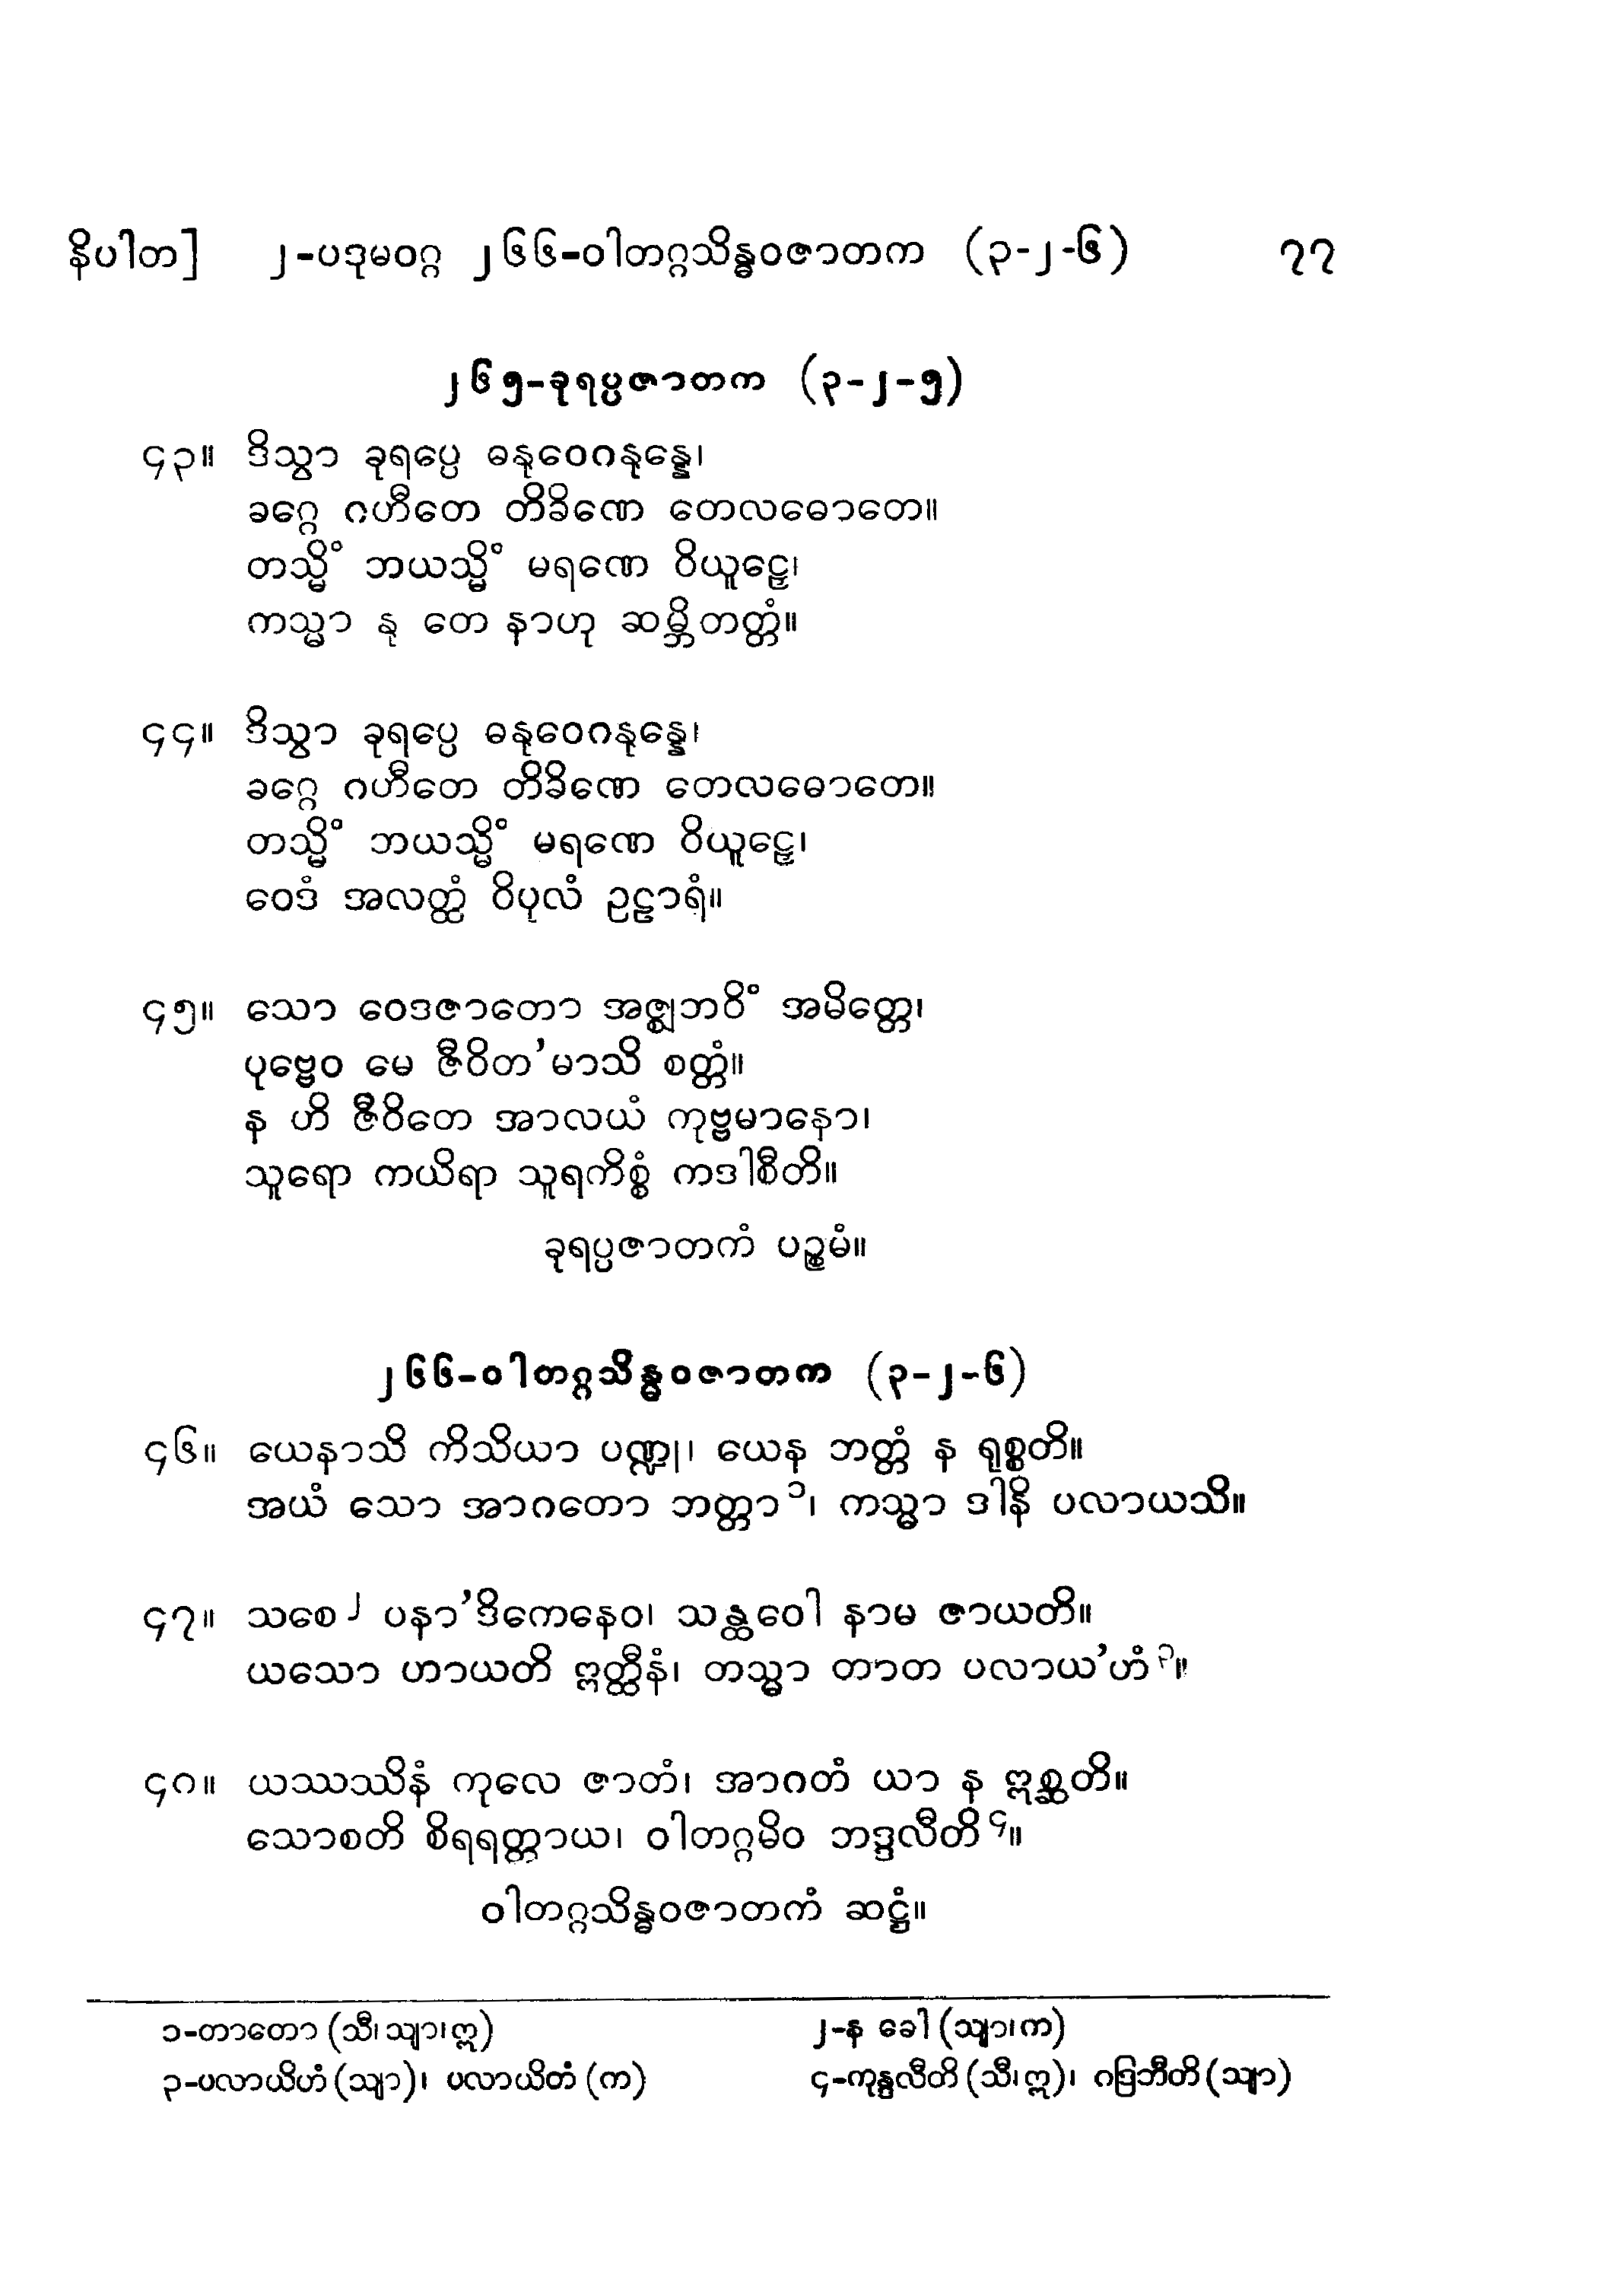 နိပါတ] ၂-ပဒုမဝဂ္ဂ ၂၆၆-ဝါတဂ္ဂသိန္ဓဝဇာတက (၃-၂-၆) ၇၇
၂၆၅-ခုရပ္ပဇာတက (၃-၂-၅)
၄၃။ ဒိသွာ ခုရပ္ပေ ဓနုဝေဂနုန္နေ၊
ခဂ္ဂေ ဂဟီတေ တိခိဏေ တေလဓောတေ။
တသ္မိံ ဘယသ္မိံ မရဏေ ဝိယူဠှေ၊
ကသ္မာ နု တေ နာဟု ဆမ္ဘိတတ္တံ။
၄၄။ ဒိသွာ ခုရပ္ပေ ဓနုဝေဂနုန္နေ၊
ခဂ္ဂေ ဂဟီတေ တိခိဏေ တေလဓောတေ။
တသ္မိံ ဘယသ္မိံ မရဏေ ဝိယူဠှေ၊
ဝေဒံ အလတ္ထံ ဝိပုလံ ဥဠာရံ။
၄၅။ သော ဝေဒဇာတော အဇ္ဈဘဝိံ အမိတ္တေ၊
ပုဗ္ဗေဝ မေ ဇီဝိတ’မာသိ စတ္တံ။
န ဟိ ဇီဝိတေ အာလယံ ကုဗ္ဗမာနော၊
သူရော ကယိရာ သူရကိစ္စံ ကဒါစီတိ။
ခုရပ္ပဇာတကံ ပဉ္စမံ။
၂၆၆-ဝါတဂ္ဂသိန္ဓဝဇာတက (၃-၂-၆)
၄၆။ ယေနာသိ ကိသိယာ ပဏ္ဍု၊ ယေန ဘတ္တံ န ရုစ္စတိ။
အယံ သော အာဂတော ဘတ္တာ ၁၊ ကသ္မာ ဒါနိ ပလာယသိ။
၄၇။ သစေ ၂ ပနာ’ဒိကေနေဝ၊ သန္ထဝေါ နာမ ဇာယတိ။
ယသော ဟာယတိ ဣတ္ထီနံ၊ တသ္မာ တာတ ပလာယ’ဟံ ၃။
၄၈။ ယဿဿိနံ ကုလေ ဇာတံ၊ အာဂတံ ယာ န ဣစ္ဆတိ။
သောစတိ စိရရတ္တာယ၊ ဝါတဂ္ဂမိဝ ဘဒ္ဒလီတိ ၄။
ဝါတဂ္ဂသိန္ဓဝဇာတကံ ဆဋ္ဌံ။
၁-တာတော (သီ၊သျာ၊ဣ) ၂-န ခေါ (သျာ၊က)
၃-ပလာယိဟံ (သျာ)၊ ပလာယိတံ (က) ၄-ကုန္ဒလီတိ (သီ၊ဣ)၊ ဂဒြဘီတိ (သျာ)